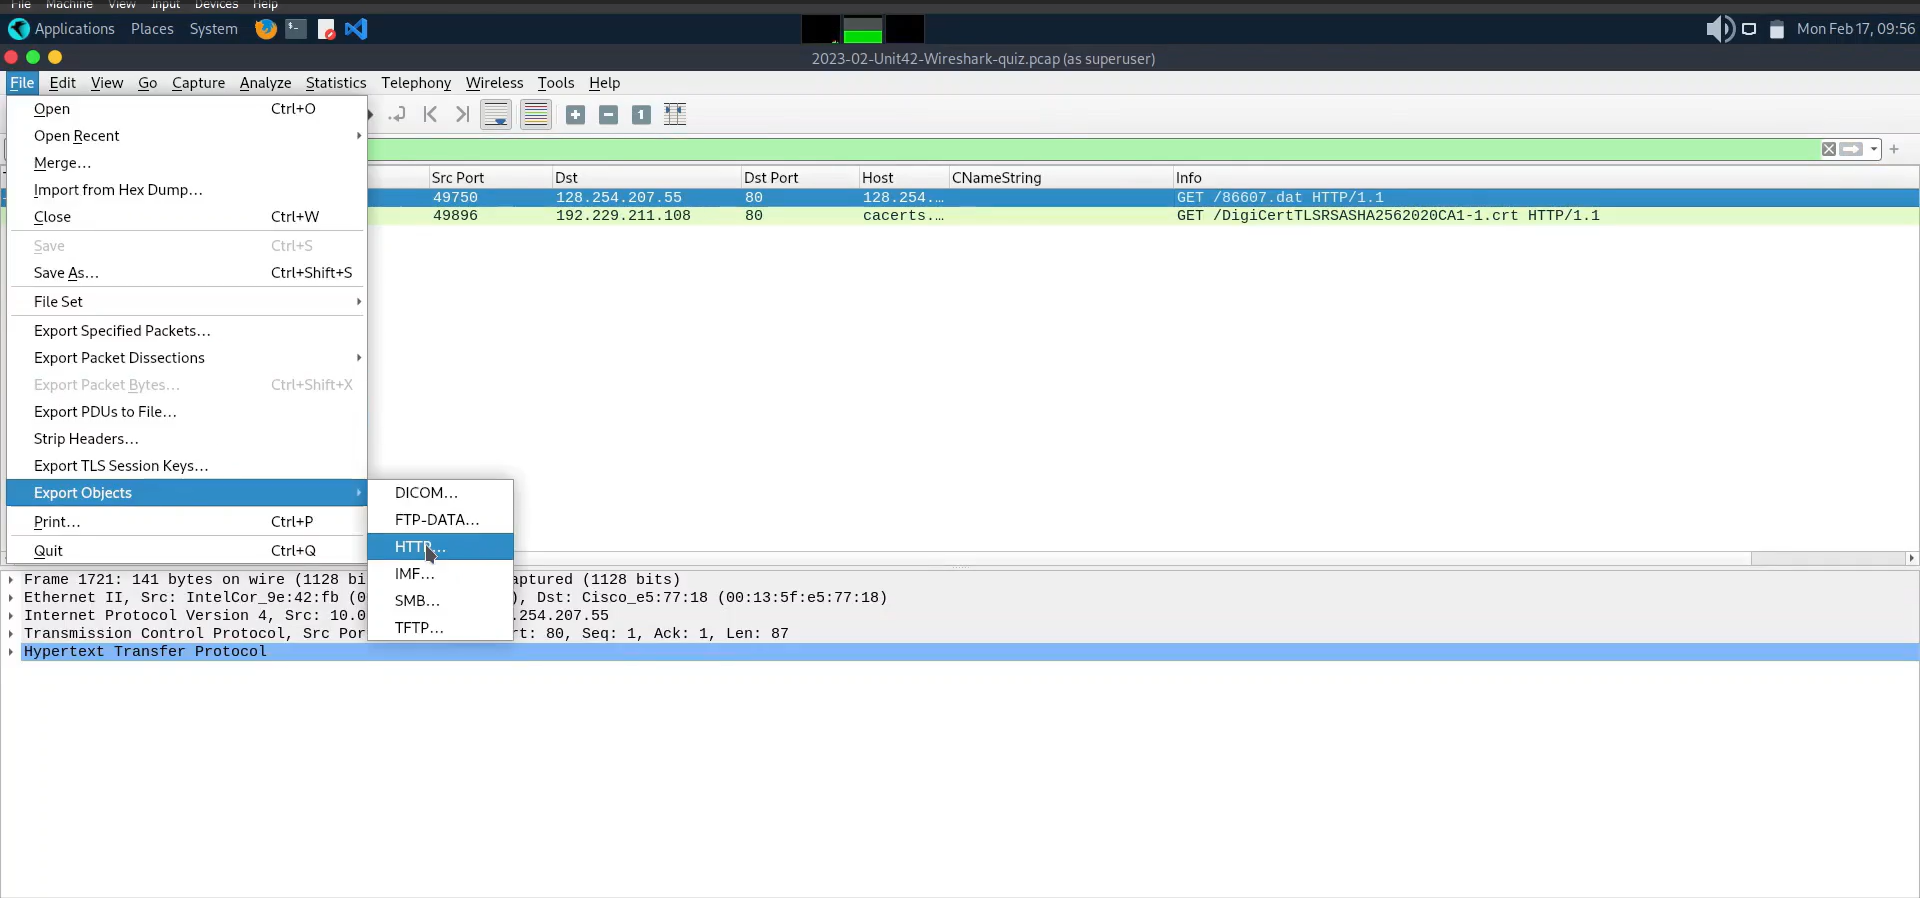 File Machine View Input Devices Help
Applications Places System Mon Feb 17, 09:56
2023-02-Unit42-Wireshark-quiz.pcap (as superuser)
File Edit View Go Capture Analyze Statistics Telephony Wireless Tools Help
Open Ctrl+O
Open Recent
Merge...
Import from Hex Dump...
Close Ctrl+W
Save Ctrl+S
Save As... Ctrl+Shift+S
File Set
Export Specified Packets...
Export Packet Dissections
Export Packet Bytes... Ctrl+Shift+X
Export PDUs to File...
Strip Headers...
Export TLS Session Keys...
Export Objects
Print... Ctrl+P
Quit Ctrl+Q
DICOM...
FTP-DATA...
HTTP...
IMF...
SMB...
TFTP...
Src Port Dst Dst Port Host CNameString Info
49750 128.254.207.55 80 128.254.… GET /86607.dat HTTP/1.1
49896 192.229.211.108 80 cacerts.… GET /DigiCertTLSRSASHA2562020CA1-1.crt HTTP/1.1
Frame 1721: 141 bytes on wire (1128 bi aptured (1128 bits)
Ethernet II, Src: IntelCor_9e:42:fb (0 ), Dst: Cisco_e5:77:18 (00:13:5f:e5:77:18)
Internet Protocol Version 4, Src: 10.0 .254.207.55
Transmission Control Protocol, Src Por rt: 80, Seq: 1, Ack: 1, Len: 87
Hypertext Transfer Protocol